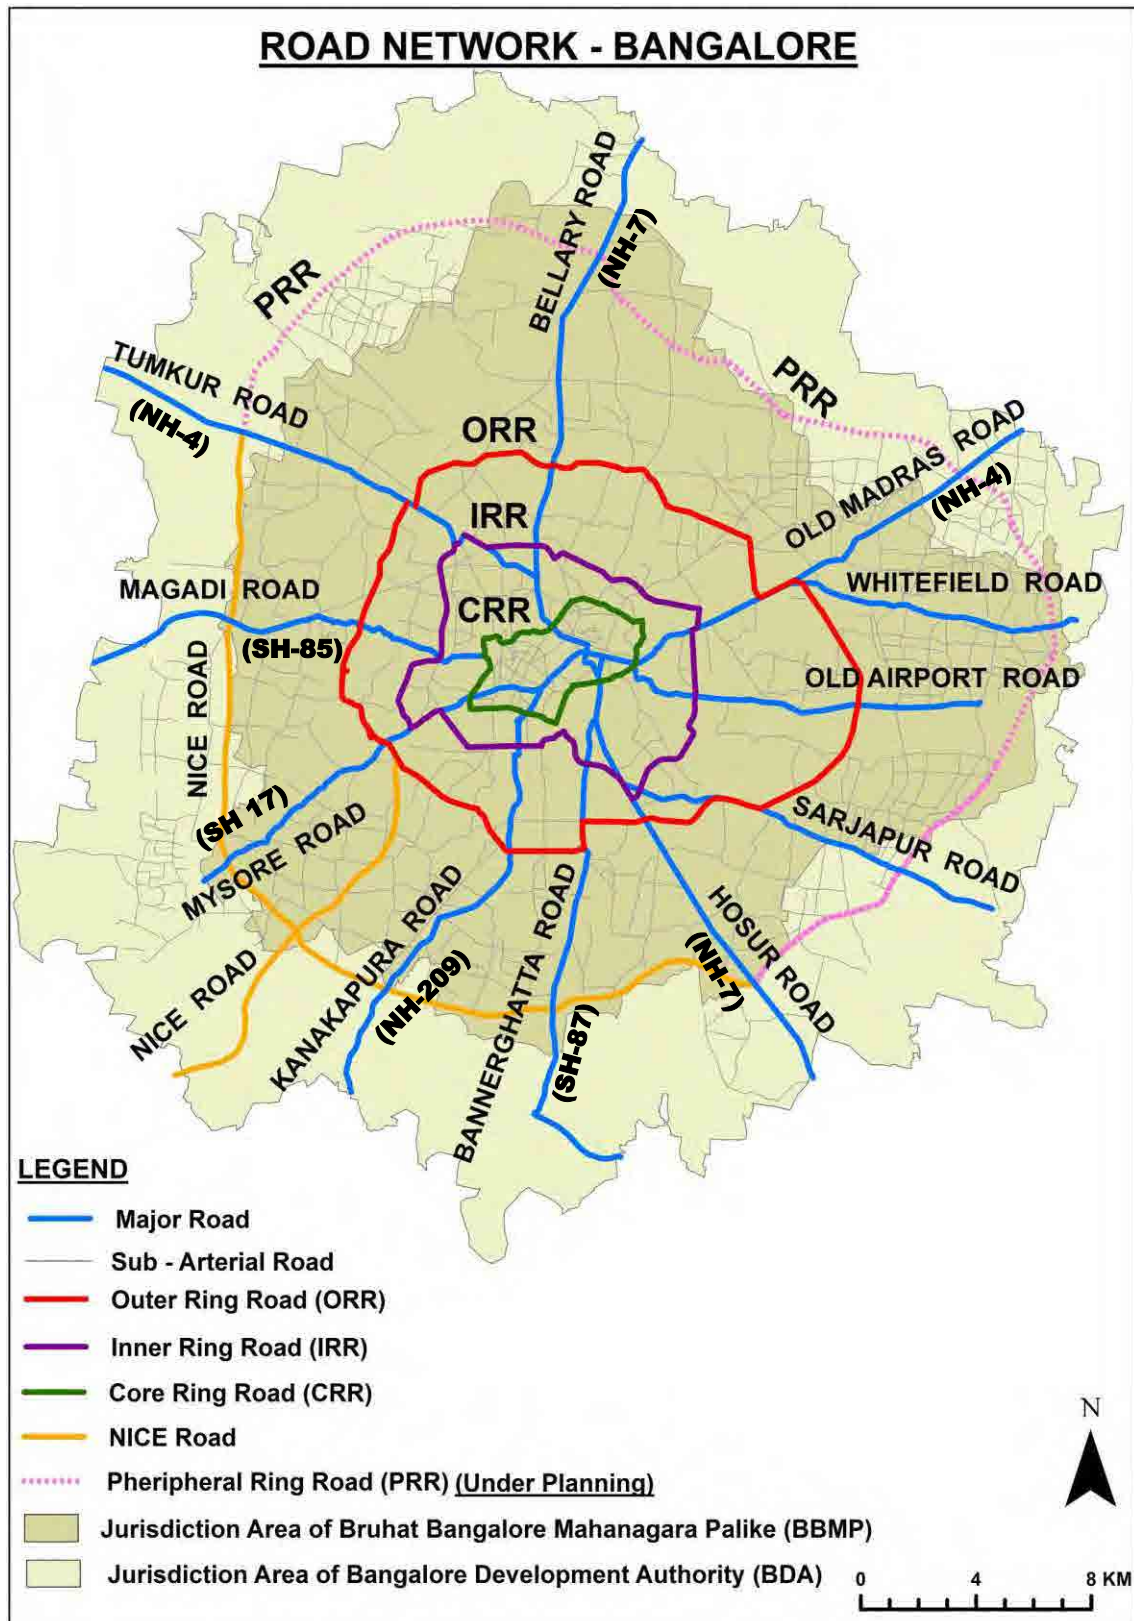 ROAD NETWORK - BANGALORE
BELLARY ROAD
(NH-7)
PRR
PRR
TUMKUR ROAD
(NH-4)
ORR
OLD MADRAS ROAD
(NH-4)
IRR
WHITEFIELD ROAD
MAGADI ROAD
CRR
(SH-85)
OLD AIRPORT ROAD
NICE ROAD
(SH 17)
MYSORE ROAD
SARJAPUR ROAD
KANAKAPURA ROAD
(NH-209)
BANNERGHATTA ROAD
(SH-87)
HOSUR ROAD
(NH-7)
NICE ROAD
LEGEND
Major Road
Sub - Arterial Road
Outer Ring Road (ORR)
Inner Ring Road (IRR)
Core Ring Road (CRR)
NICE Road
Pheripheral Ring Road (PRR) (Under Planning)
Jurisdiction Area of Bruhat Bangalore Mahanagara Palike (BBMP)
Jurisdiction Area of Bangalore Development Authority (BDA)
N
0 4 8 KM